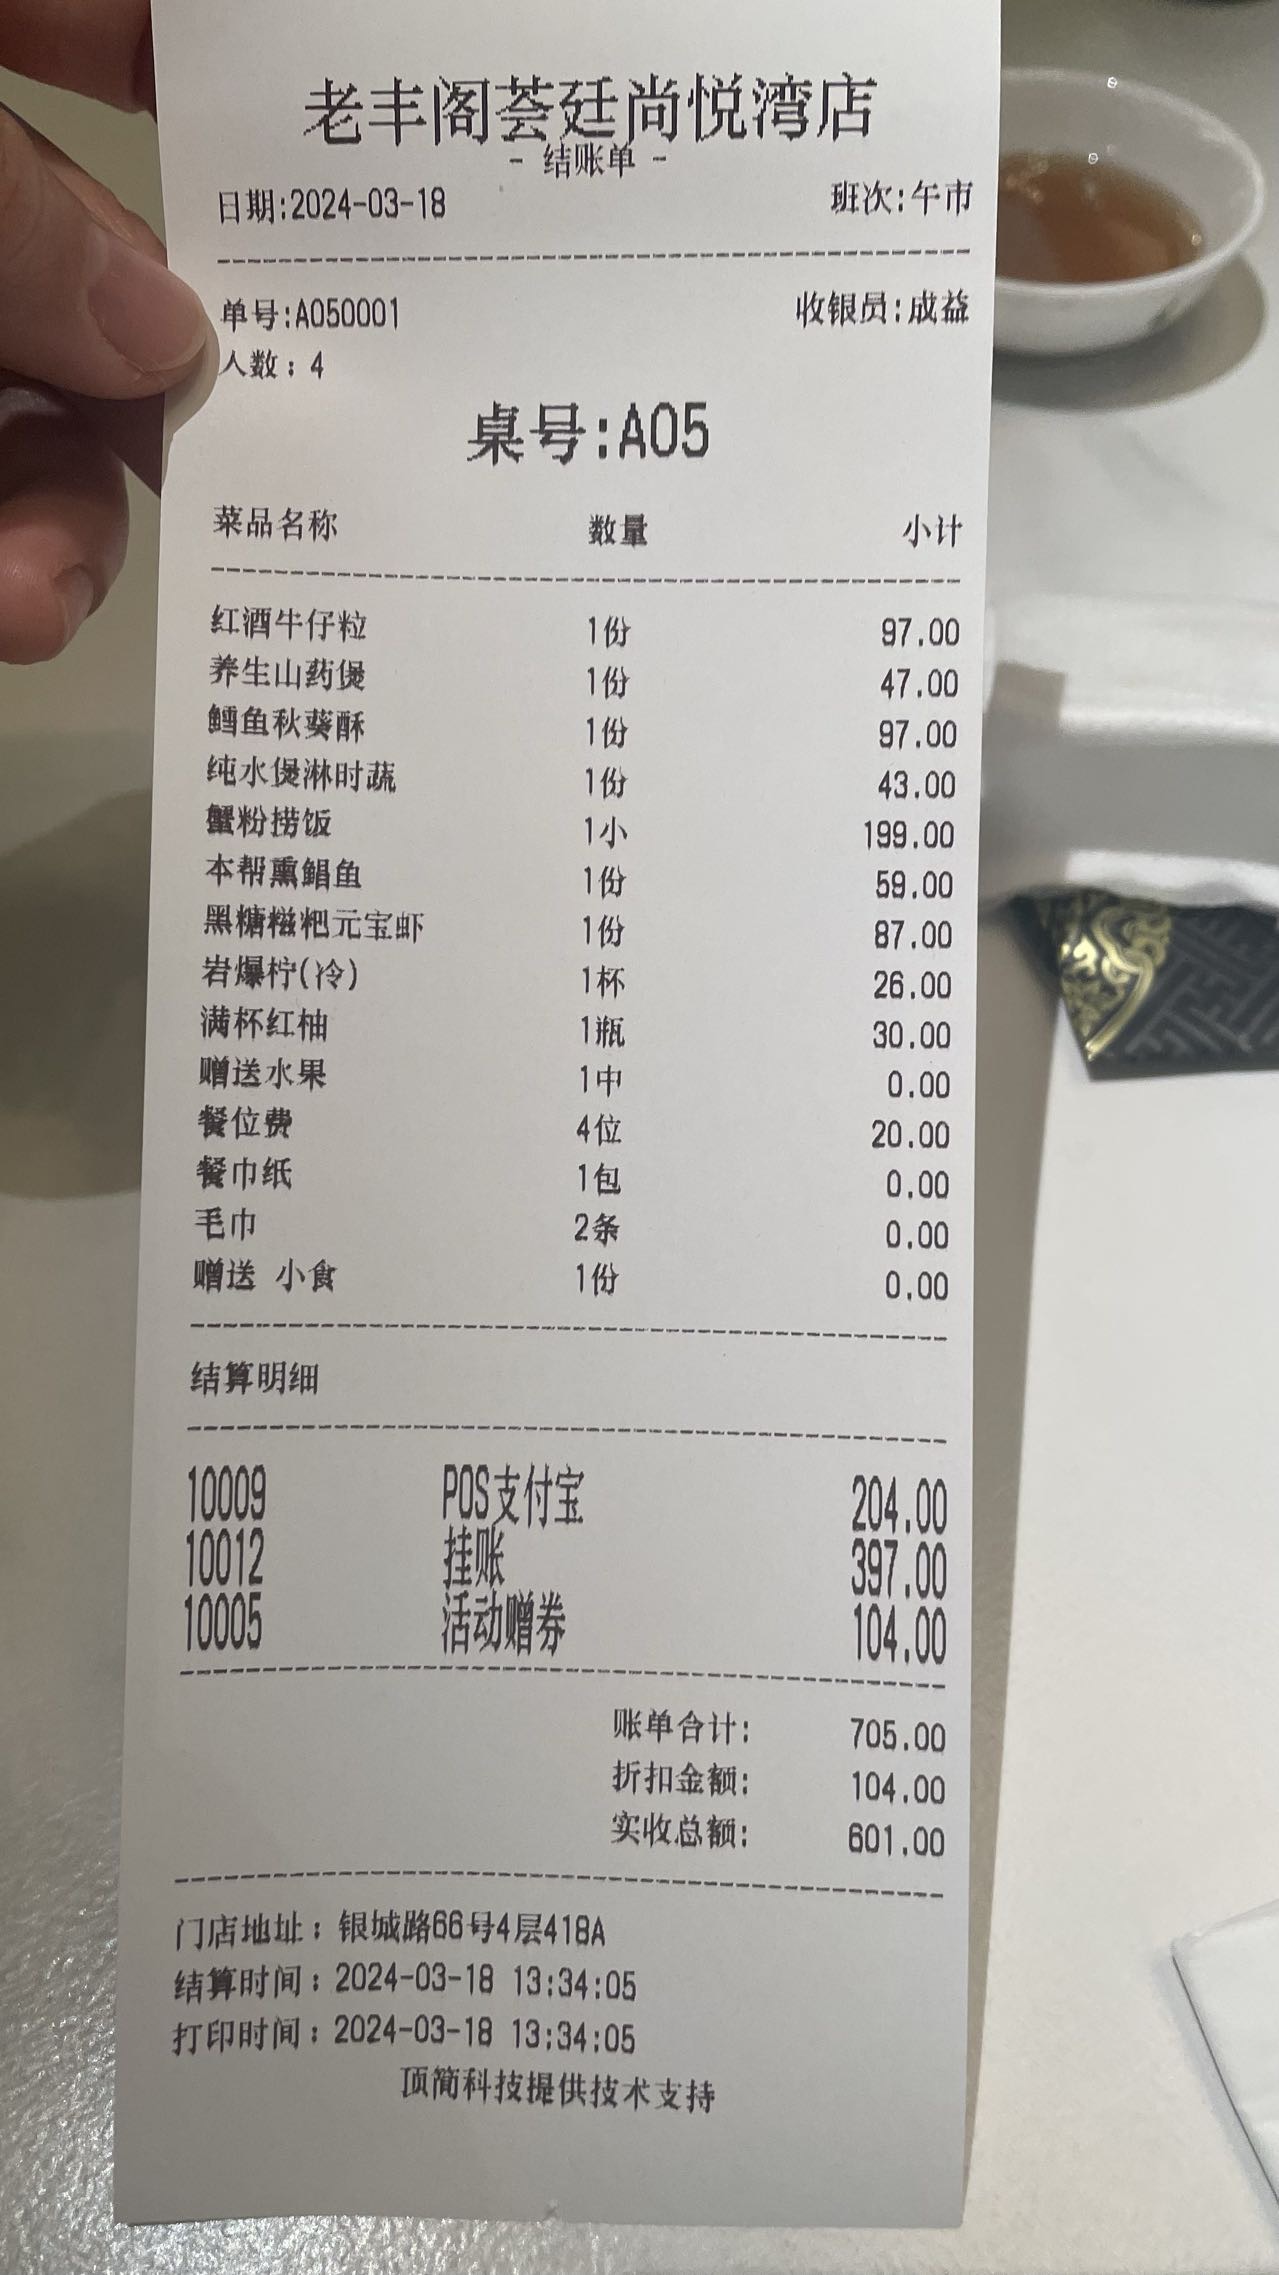 老丰阁荟廷尚悦湾店
- 结账单 -
日期:2024-03-18 班次:午市
单号:A050001 收银员:成益
人数：4
桌号:A05
菜品名称 数量 小计
红酒牛仔粒 1份 97.00
养生山药煲 1份 47.00
鳕鱼秋葵酥 1份 97.00
纯水煲淋时蔬 1份 43.00
蟹粉捞饭 1小 199.00
本帮熏鲳鱼 1份 59.00
黑糖糍粑元宝虾 1份 87.00
岩爆柠(冷) 1杯 26.00
满杯红柚 1瓶 30.00
赠送水果 1中 0.00
餐位费 4位 20.00
餐巾纸 1包 0.00
毛巾 2条 0.00
赠送 小食 1份 0.00
结算明细
10009 POS支付宝 204.00
10012 挂账 397.00
10005 活动赠券 104.00
账单合计: 705.00
折扣金额: 104.00
实收总额: 601.00
门店地址：银城路66号4层418A
结算时间：2024-03-18 13:34:05
打印时间：2024-03-18 13:34:05
顶简科技提供技术支持